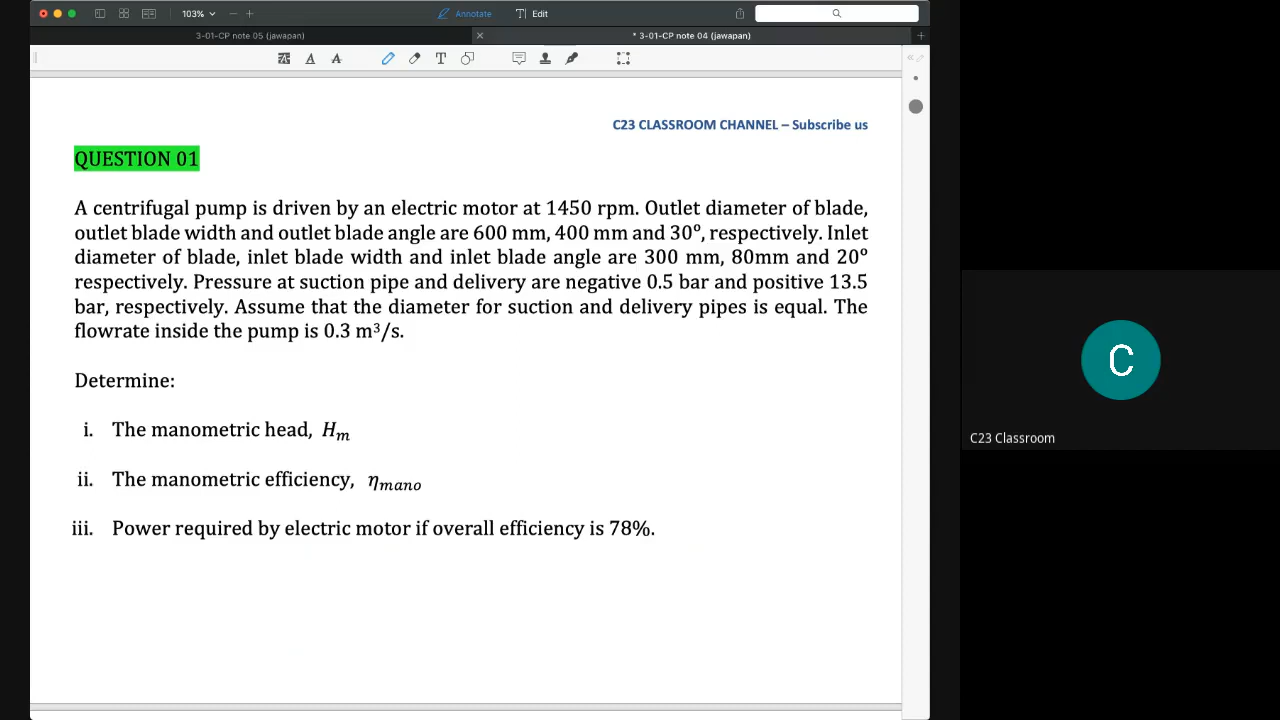 103%
Annotate
Edit
3-01-CP note 05 (jawapan)
* 3-01-CP note 04 (jawapan)
C23 CLASSROOM CHANNEL – Subscribe us
QUESTION 01
A centrifugal pump is driven by an electric motor at 1450 rpm. Outlet diameter of blade,
outlet blade width and outlet blade angle are 600 mm, 400 mm and 30°, respectively. Inlet
diameter of blade, inlet blade width and inlet blade angle are 300 mm, 80mm and 20°
respectively. Pressure at suction pipe and delivery are negative 0.5 bar and positive 13.5
bar, respectively. Assume that the diameter for suction and delivery pipes is equal. The
flowrate inside the pump is 0.3 m³/s.
Determine:
i. The manometric head, Hₘ
ii. The manometric efficiency, ηmano
iii. Power required by electric motor if overall efficiency is 78%.
C
C23 Classroom